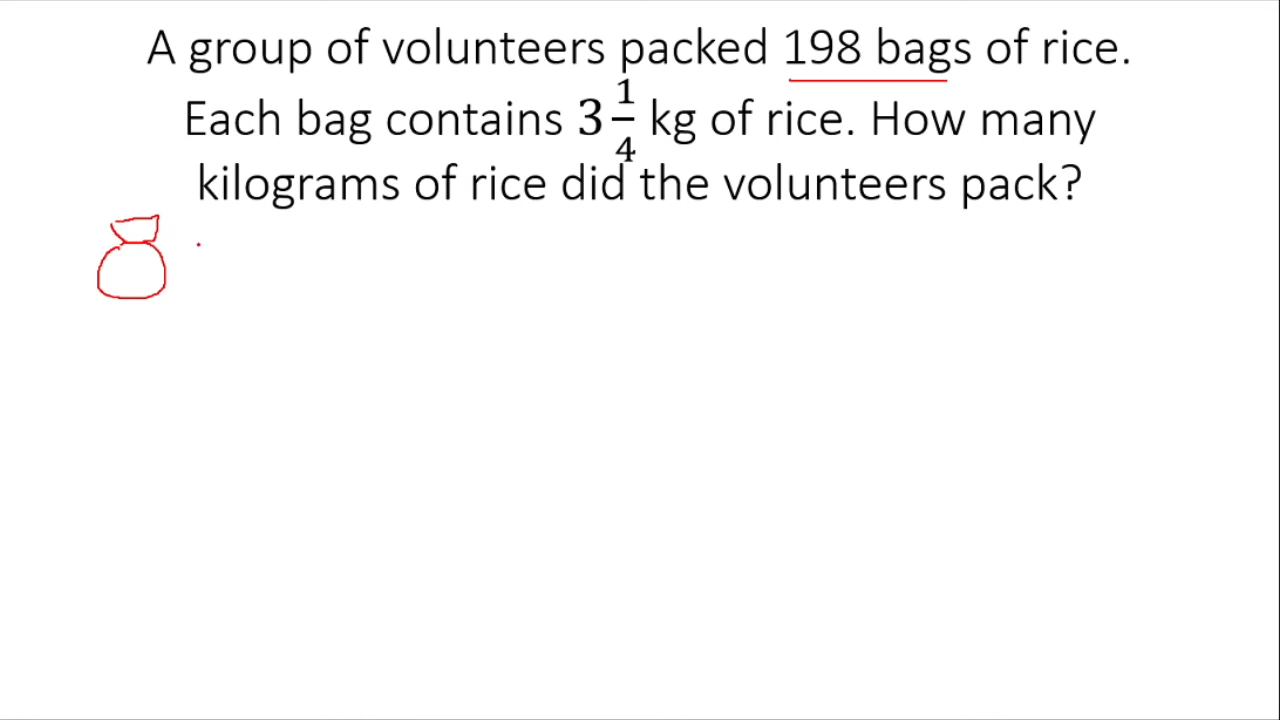 A group of volunteers packed 198 bags of rice.
Each bag contains 3 1/4 kg of rice. How many
kilograms of rice did the volunteers pack?